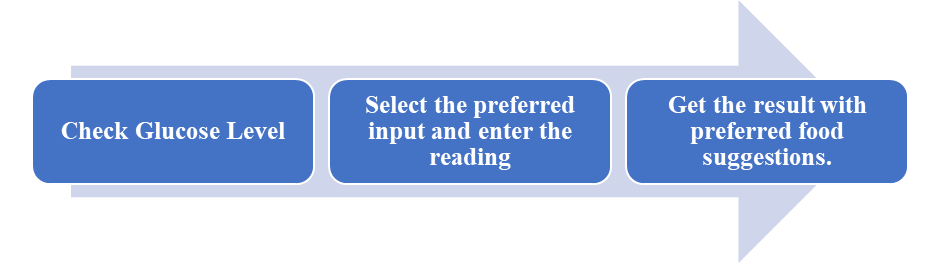 Check Glucose Level
Select the preferred
input and enter the
reading
Get the result with
preferred food
suggestions.